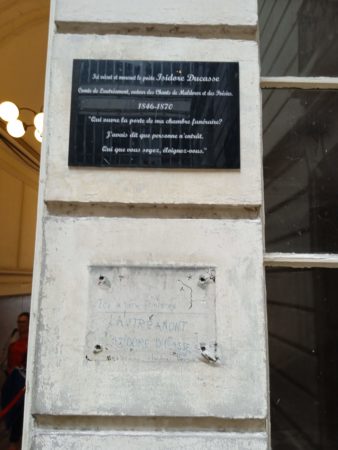 Ici vécut et mourut le poète Isidore Ducasse
Comte de Lautréamont, auteur des Chants de Maldoror et des Poésies.
1846-1870
"Qui ouvre la porte de ma chambre funéraire?
J'avais dit que personne n'entrât.
Qui que vous soyez, éloignez-vous."
LAUTREAMONT
ISIDORE DUCASSE